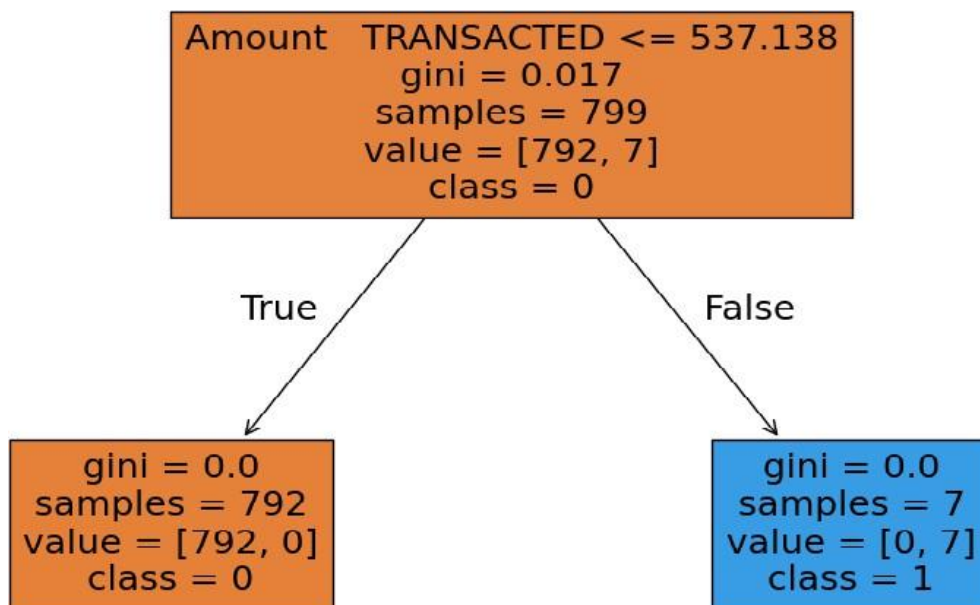 Amount TRANSACTED <= 537.138
gini = 0.017
samples = 799
value = [792, 7]
class = 0
True
False
gini = 0.0
samples = 792
value = [792, 0]
class = 0
gini = 0.0
samples = 7
value = [0, 7]
class = 1